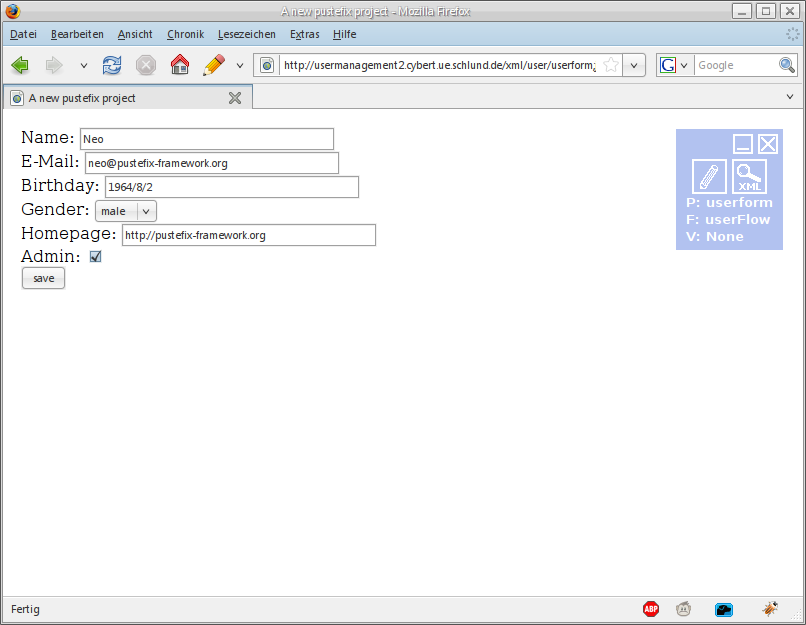 A new pustefix project - Mozilla Firefox
Datei Bearbeiten Ansicht Chronik Lesezeichen Extras Hilfe
http://usermanagement2.cybert.ue.schlund.de/xml/user/userform; G Google
A new pustefix project
Name: Neo
E-Mail: neo@pustefix-framework.org
Birthday: 1964/8/2
Gender: male
Homepage: http://pustefix-framework.org
Admin:
save
XML
P: userform
F: userFlow
V: None
Fertig ABP